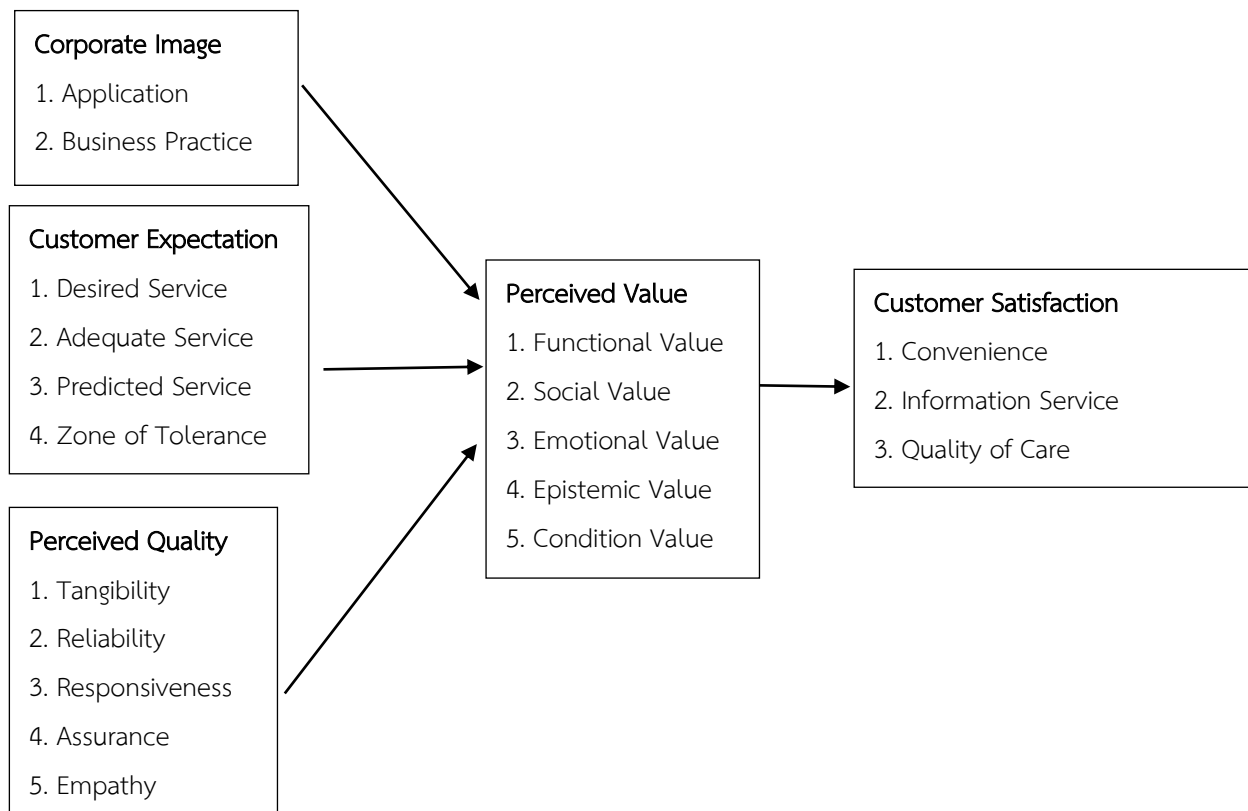 Corporate Image
1. Application
2. Business Practice
Customer Expectation
1. Desired Service
2. Adequate Service
3. Predicted Service
4. Zone of Tolerance
Perceived Quality
1. Tangibility
2. Reliability
3. Responsiveness
4. Assurance
5. Empathy
Perceived Value
1. Functional Value
2. Social Value
3. Emotional Value
4. Epistemic Value
5. Condition Value
Customer Satisfaction
1. Convenience
2. Information Service
3. Quality of Care